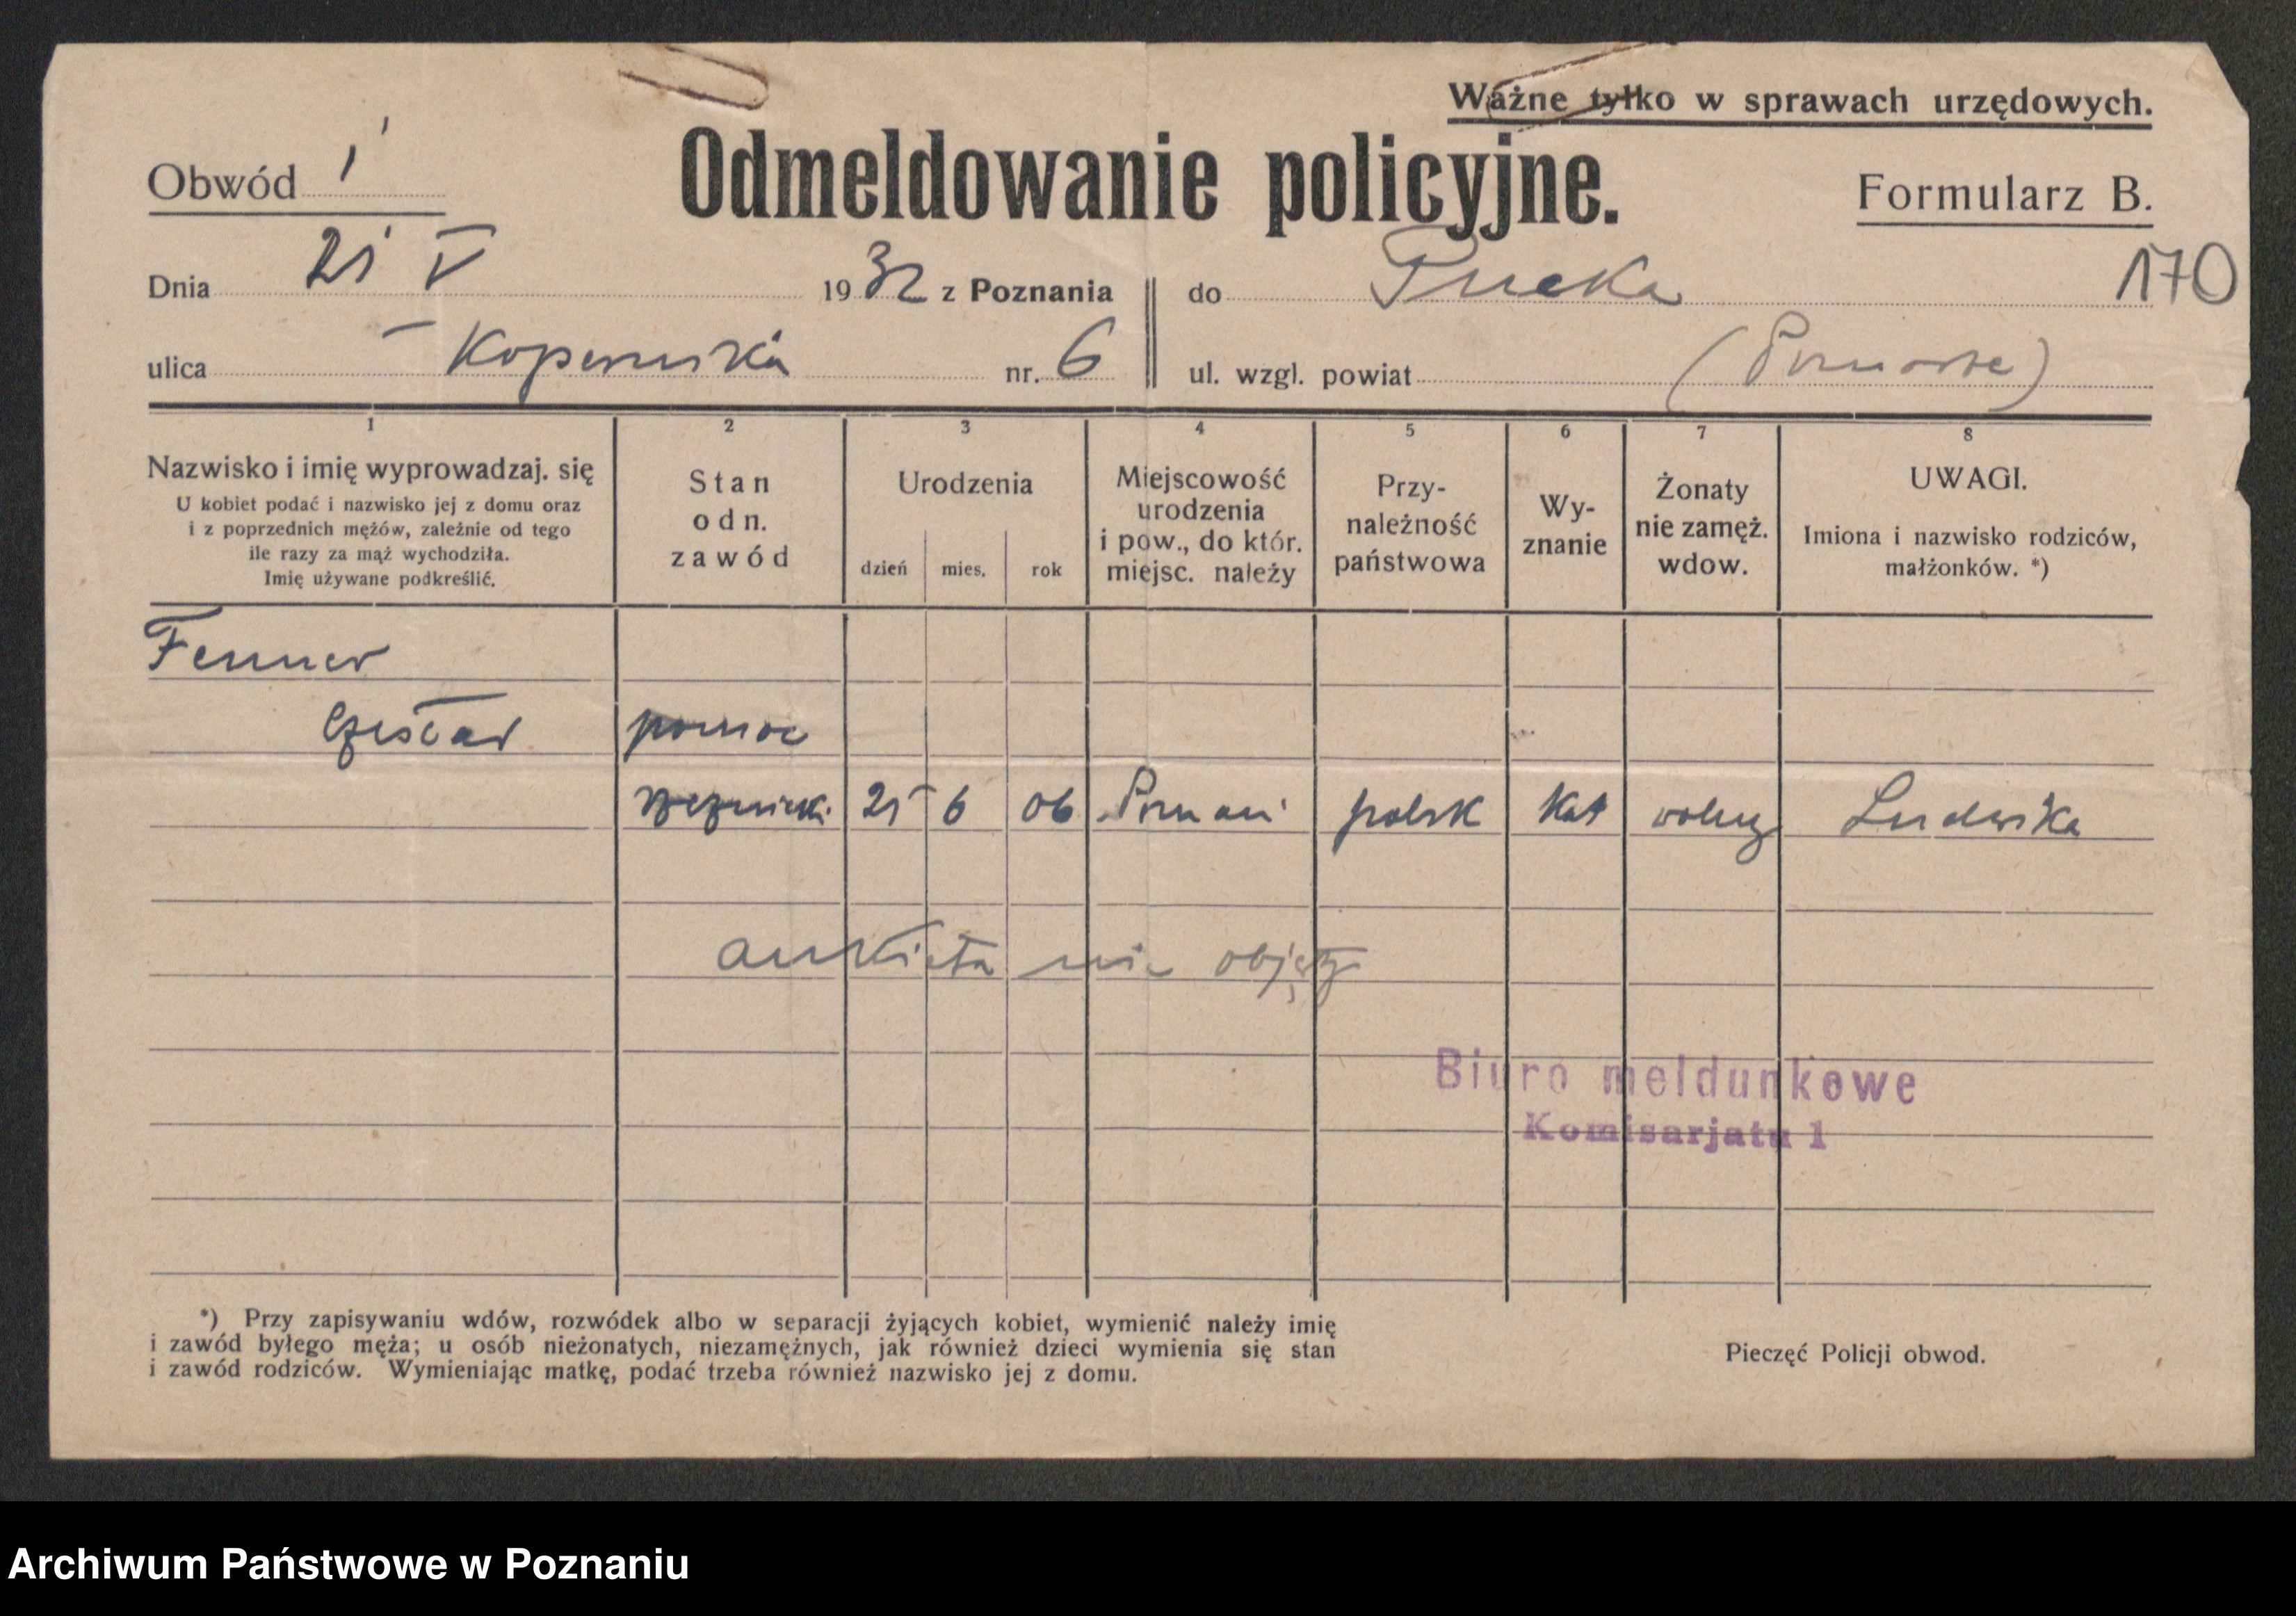 Ważne tylko w sprawach urzędowych.
Obwód I
Odmeldowanie policyjne.
Formularz B.
Dnia 21 V 1932 z Poznania
do Pucka
170
ulica Kopernika nr. 6
ul. wzgl. powiat (Pomorze)
1 2 3 4 5 6 7 8
Nazwisko i imię wyprowadzaj. się
U kobiet podać i nazwisko jej z domu oraz
i z poprzednich mężów, zależnie od tego
ile razy za mąż wychodziła.
Imię używane podkreślić.
Stan
odn.
zawód
Urodzenia
dzień mies. rok
Miejscowość
urodzenia
i pow., do któr.
miejsc. należy
Przy-
należność
państwowa
Wy-
znanie
Żonaty
nie zamęż.
wdow.
UWAGI.
Imiona i nazwisko rodziców,
małżonków. *)
Fenner
Czesław pomoc
25 6 06 Poznań polsk kat wolny Ludwika
ankieta nie objęty
Biuro meldunkowe
Komisarjatu 1
*) Przy zapisywaniu wdów, rozwódek albo w separacji żyjących kobiet, wymienić należy imię
i zawód byłego męża; u osób nieżonatych, niezamężnych, jak również dzieci wymienia się stan
i zawód rodziców. Wymieniając matkę, podać trzeba również nazwisko jej z domu.
Pieczęć Policji obwod.
Archiwum Państwowe w Poznaniu